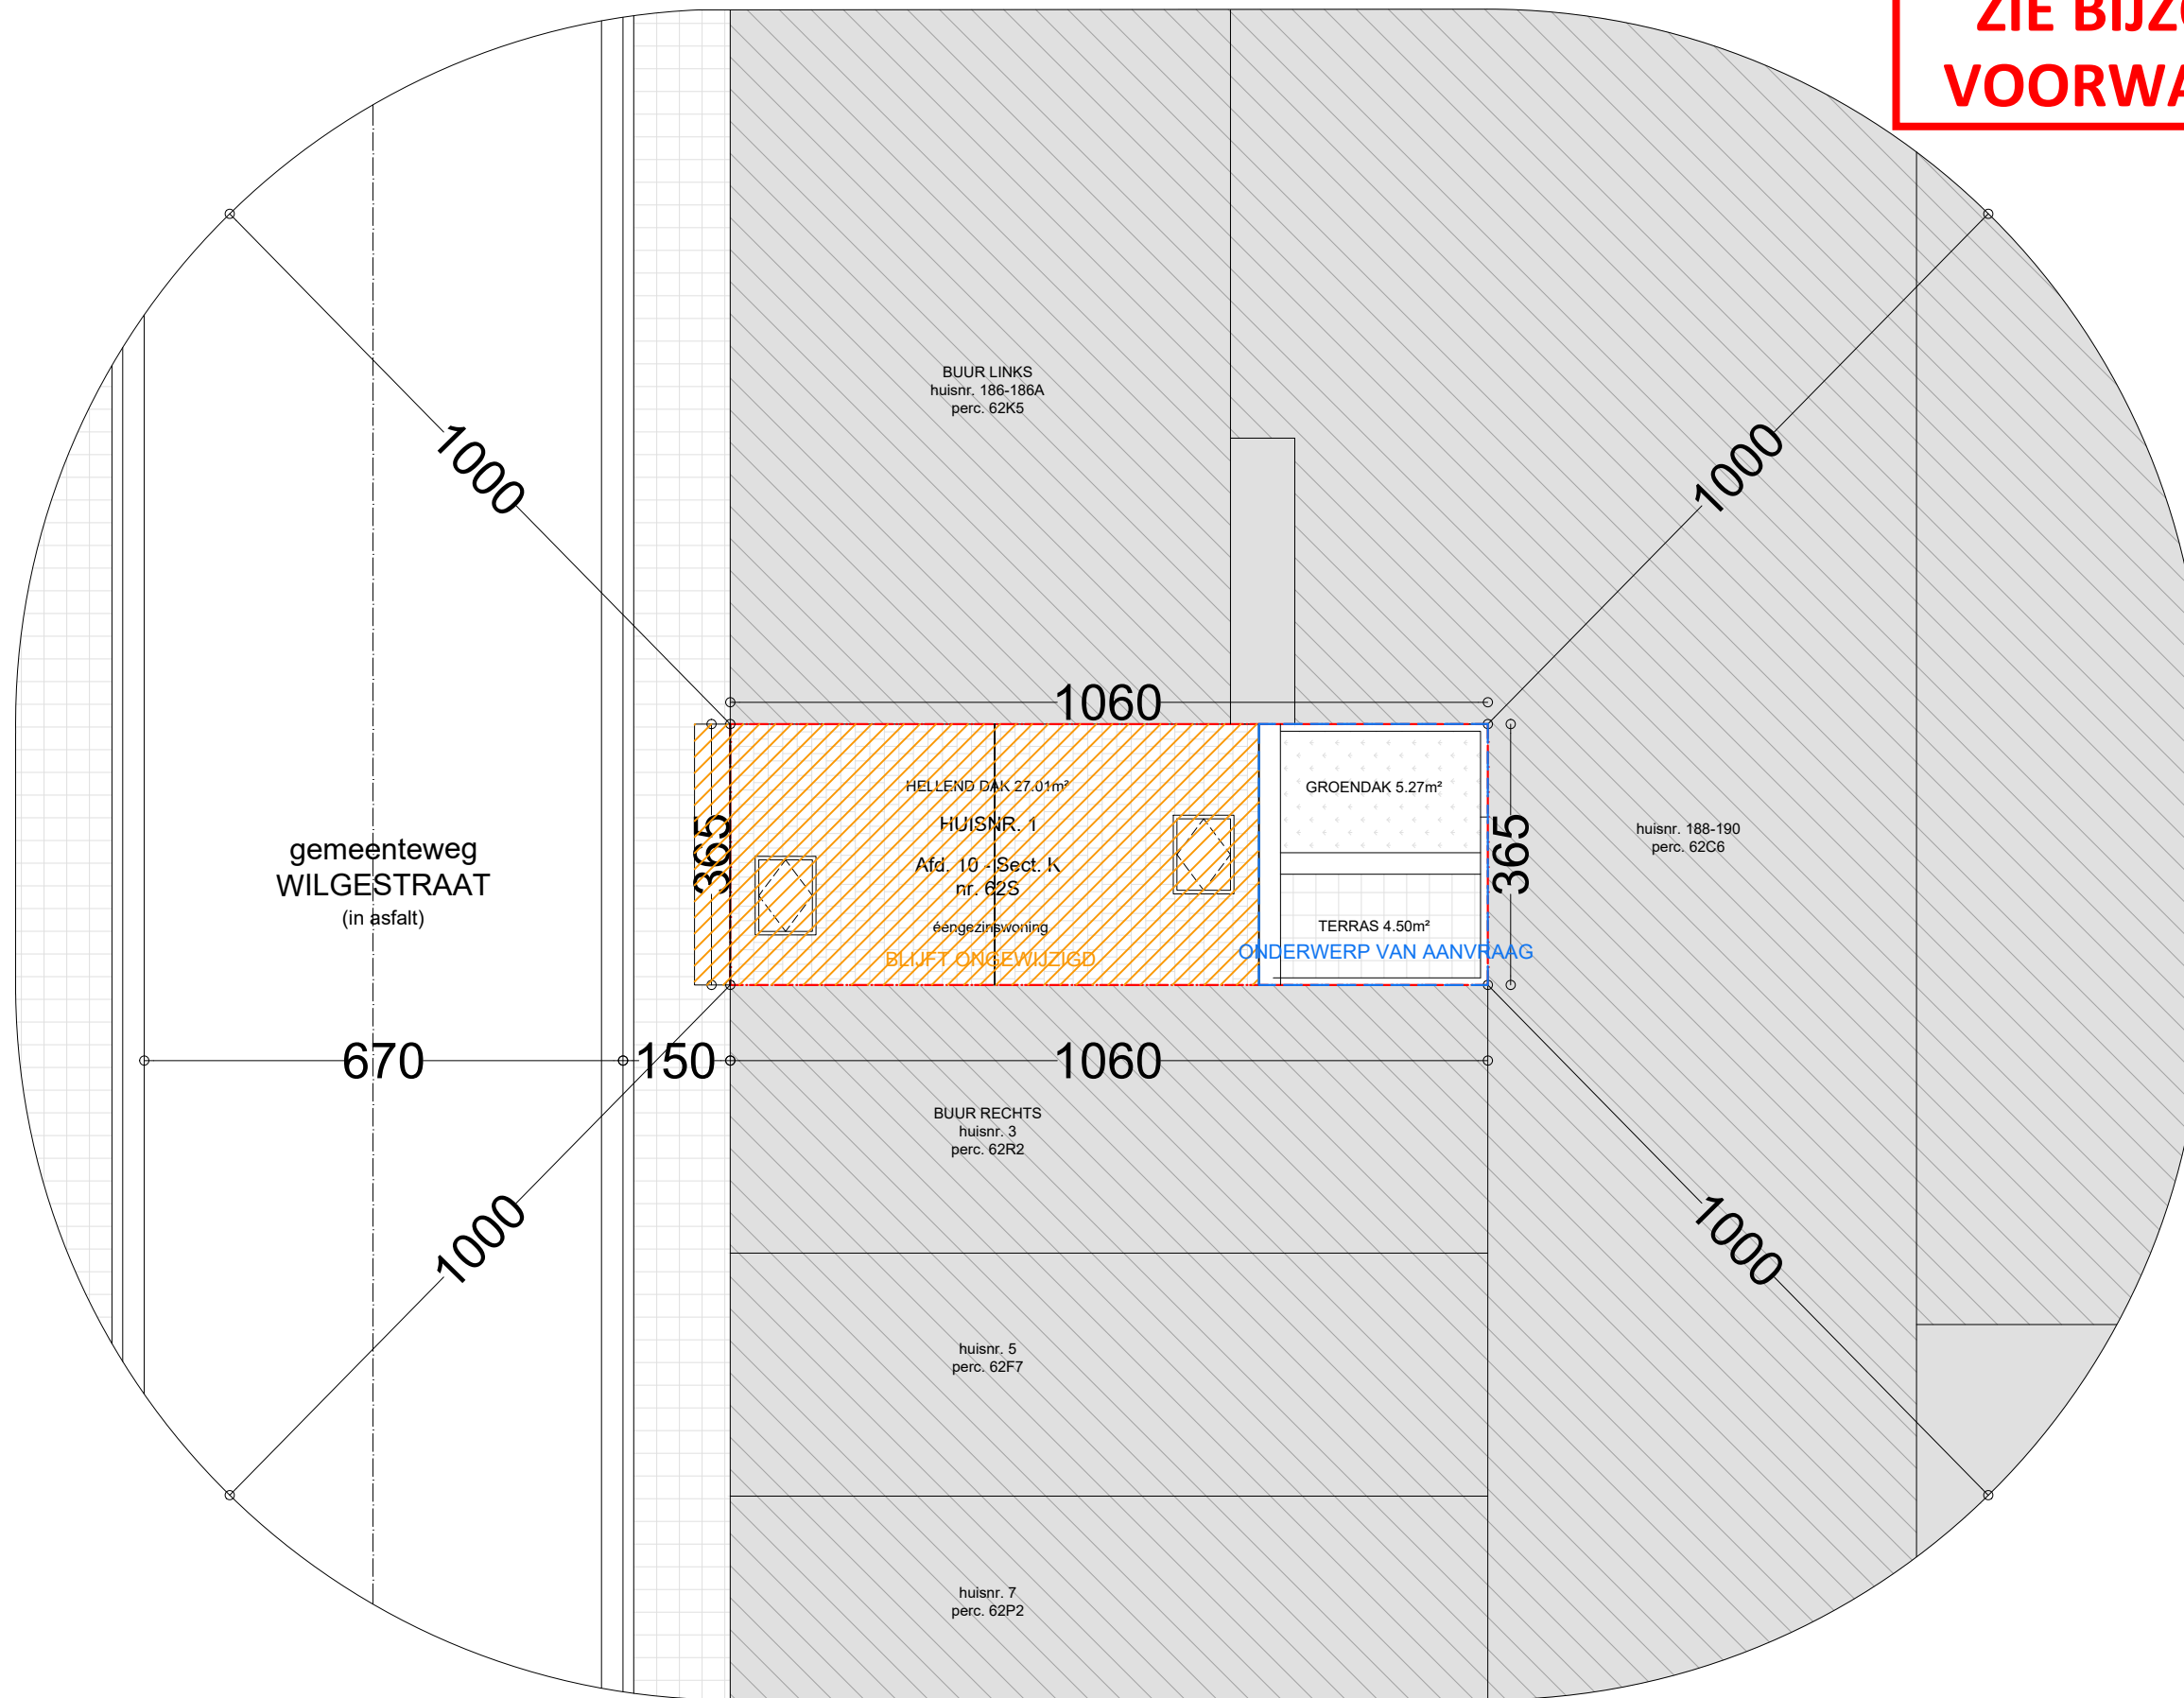 ZIE
VOORWA
BUUR LINKS
huisnr. 186-186A
perc. 62K5
1000
1000
1060
HELLEND DAK 27.01m²
GROENDAK 5.27m²
HUISNR. 1
365
365
Afd. 10 - Sect. K
nr. 62S
huisnr. 188-190
perc. 62C6
gemeenteweg
WILGESTRAAT
(in asfalt)
ééngezinswoning
TERRAS 4.50m²
BLIJFT ONGEWIJZIGD
ONDERWERP VAN AANVRAAG
670
150
1060
BUUR RECHTS
huisnr. 3
perc. 62R2
1000
1000
huisnr. 5
perc. 62F7
huisnr. 7
perc. 62P2